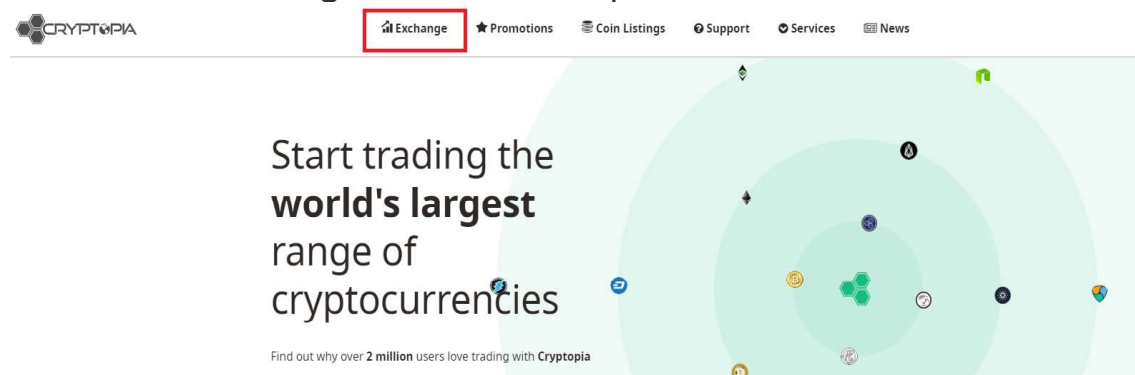 CRYPTOPIA
Exchange Promotions Coin Listings Support Services News
Start trading the
world's largest
range of
cryptocurrencies
Find out why over 2 million users love trading with Cryptopia